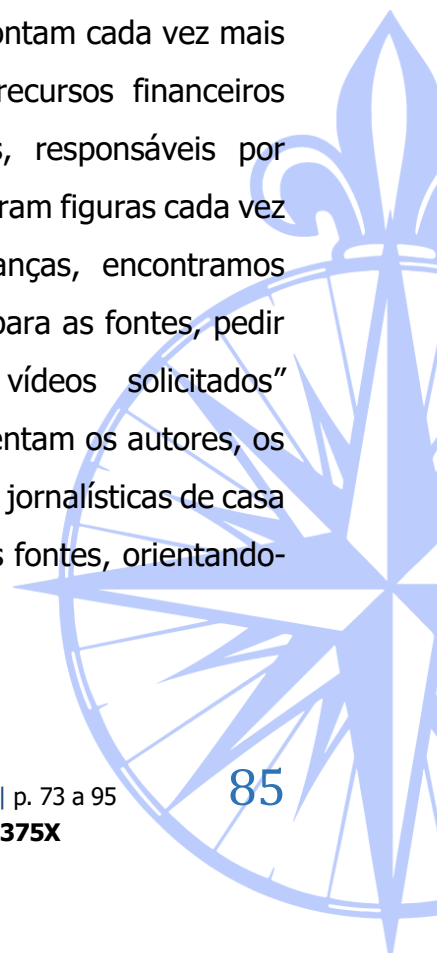 ontam cada vez mais
recursos financeiros
s, responsáveis por
ram figuras cada vez
anças, encontramos
para as fontes, pedir
vídeos solicitados”
entam os autores, os
jornalísticas de casa
s fontes, orientando-
| p. 73 a 95
85
375X